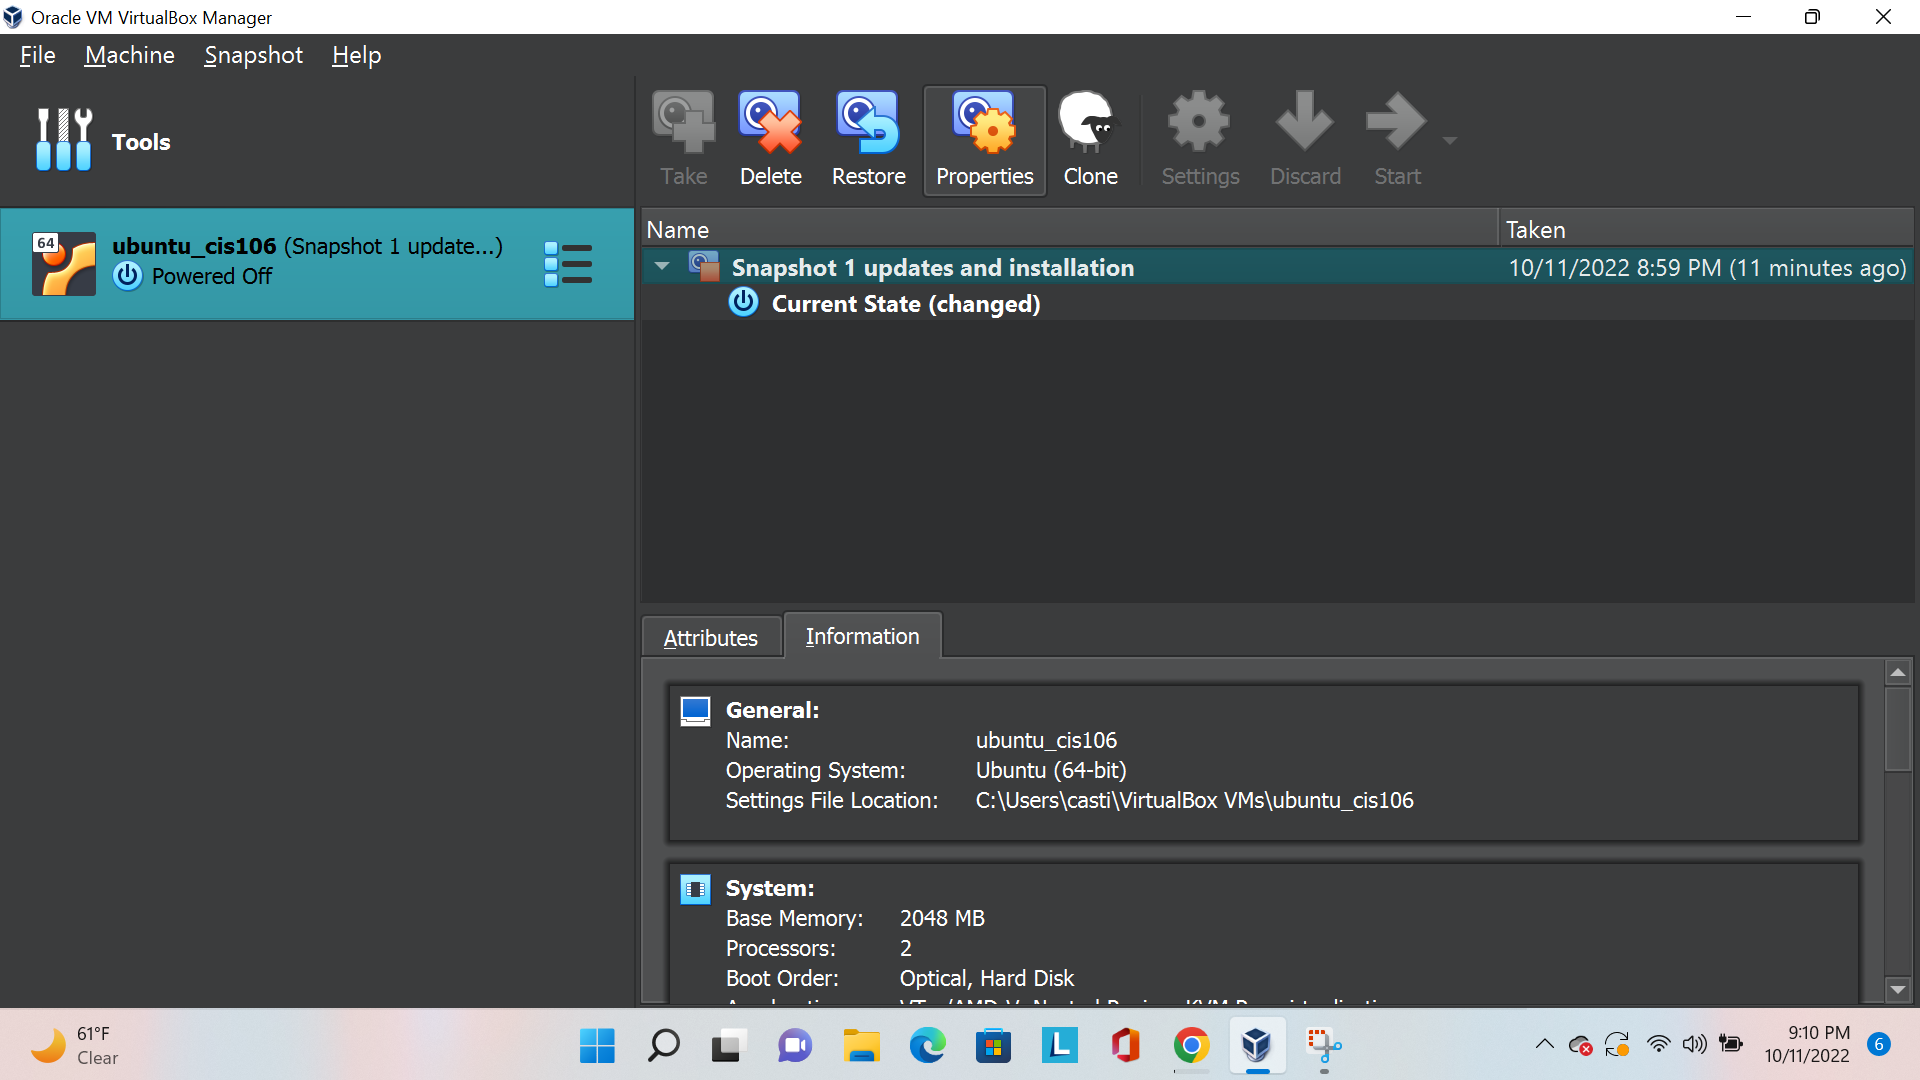 Oracle VM VirtualBox Manager
File Machine Snapshot Help
Tools
Take Delete Restore Properties Clone Settings Discard Start
64
ubuntu_cis106 (Snapshot 1 update...)
Powered Off
Name Taken
Snapshot 1 updates and installation 10/11/2022 8:59 PM (11 minutes ago)
Current State (changed)
Attributes Information
General:
Name: ubuntu_cis106
Operating System: Ubuntu (64-bit)
Settings File Location: C:\Users\casti\VirtualBox VMs\ubuntu_cis106
System:
Base Memory: 2048 MB
Processors: 2
Boot Order: Optical, Hard Disk
61°F
Clear
L
9:10 PM
10/11/2022
6